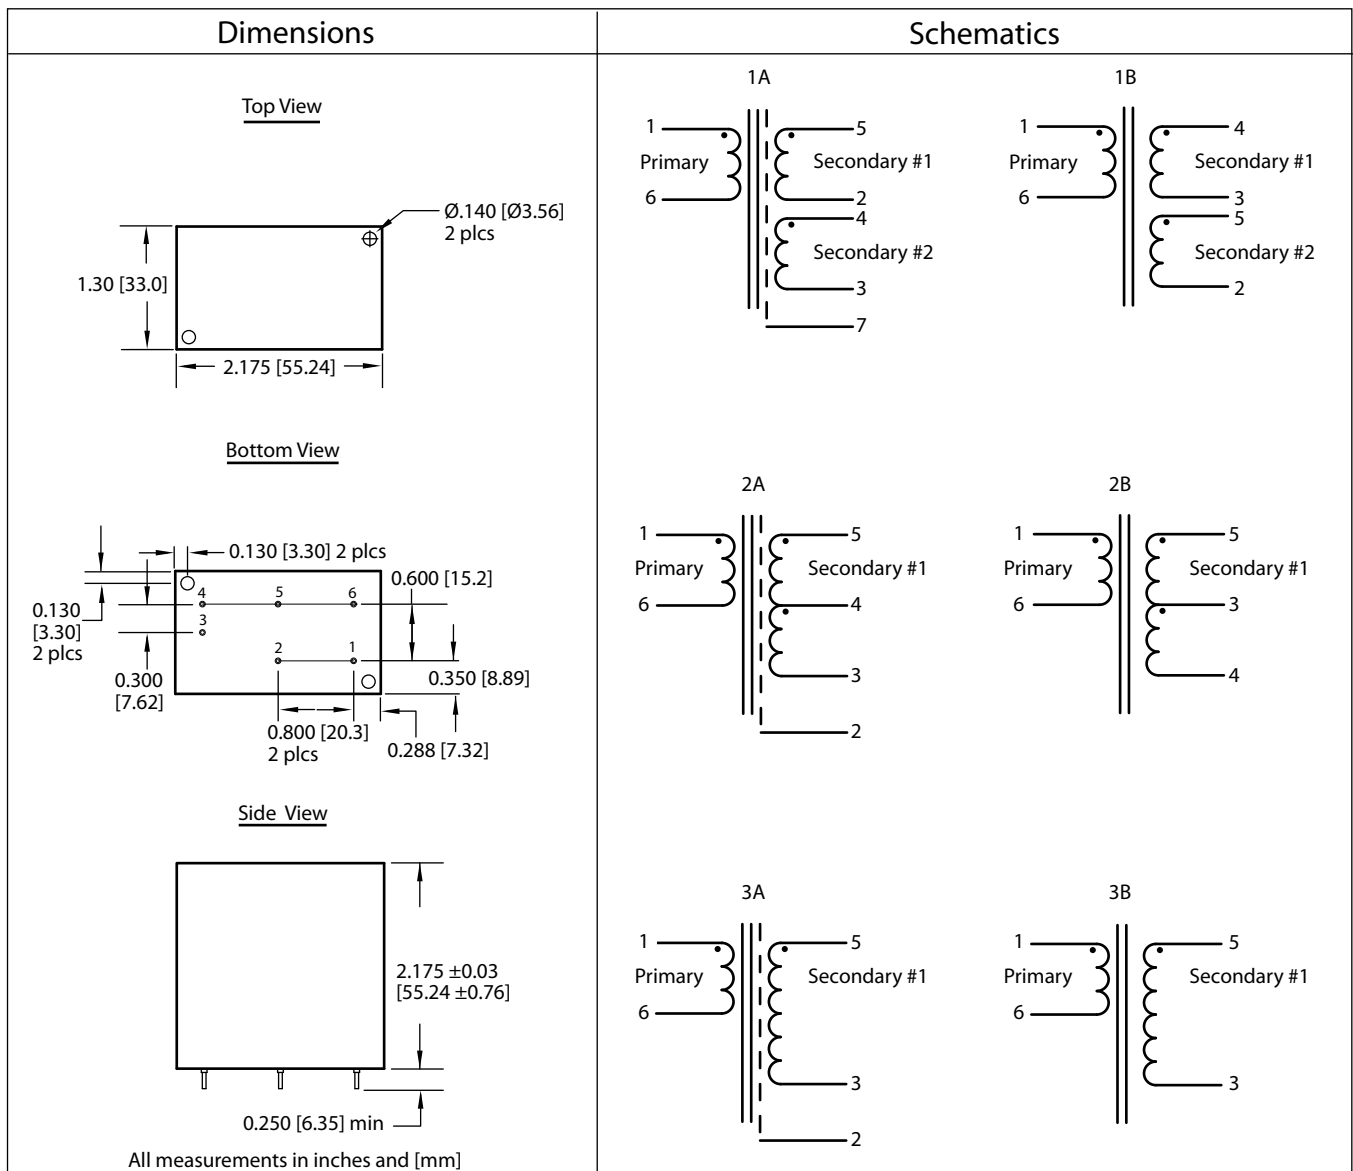 Dimensions
Top View
Ø.140 [Ø3.56]
2 plcs
1.30 [33.0]
2.175 [55.24]
Bottom View
0.130 [3.30] 2 plcs
0.600 [15.2]
0.130
[3.30]
2 plcs
4
5
6
3
2
1
0.300
[7.62]
0.350 [8.89]
0.800 [20.3]
2 plcs
0.288 [7.32]
Side View
2.175 ±0.03
[55.24 ±0.76]
0.250 [6.35] min
All measurements in inches and [mm]
Schematics
1A
1
Primary
6
5
Secondary #1
2
4
Secondary #2
3
7
1B
1
Primary
6
4
Secondary #1
3
5
Secondary #2
2
2A
1
Primary
6
5
Secondary #1
4
3
2
2B
1
Primary
6
5
Secondary #1
3
4
3A
1
Primary
6
5
Secondary #1
3
2
3B
1
Primary
6
5
Secondary #1
3